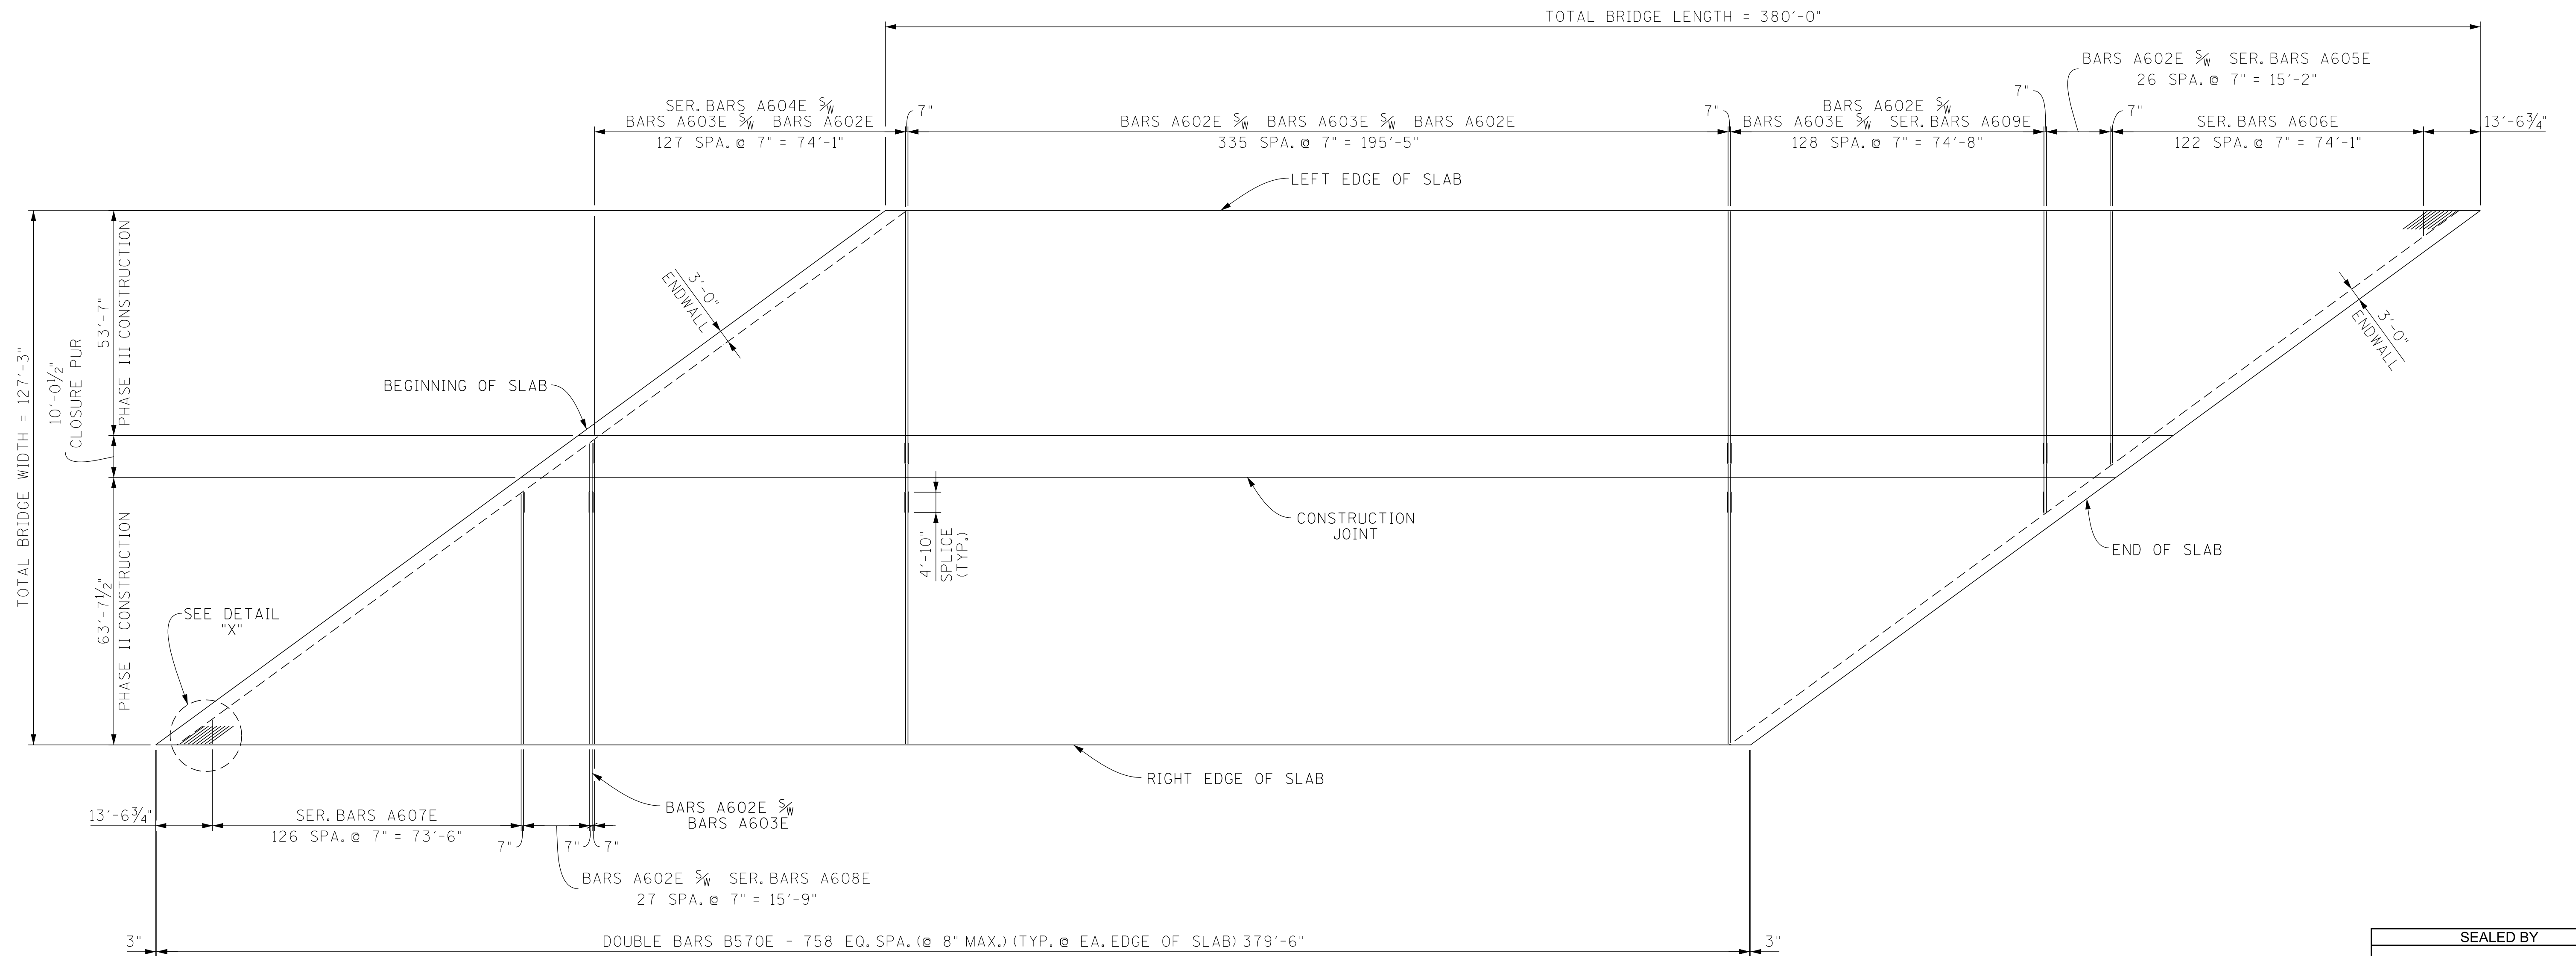 TOTAL BRIDGE LENGTH = 380'-0"
BARS A602E S/W SER. BARS A605E
26 SPA. @ 7" = 15'-2"
SER. BARS A604E S/W
BARS A603E S/W BARS A602E
127 SPA. @ 7" = 74'-1"
7"
BARS A602E S/W BARS A603E S/W BARS A602E
335 SPA. @ 7" = 195'-5"
7"
BARS A602E S/W
BARS A603E S/W SER. BARS A609E
128 SPA. @ 7" = 74'-8"
7"
7"
SER. BARS A606E
122 SPA. @ 7" = 74'-1"
13'-6¾"
LEFT EDGE OF SLAB
TOTAL BRIDGE WIDTH = 127'-3"
53'-7"
PHASE III CONSTRUCTION
10'-0½"
CLOSURE PUR
63'-7½"
PHASE II CONSTRUCTION
3'-0"
ENDWALL
3'-0"
ENDWALL
BEGINNING OF SLAB
4'-10"
SPLICE
(TYP.)
CONSTRUCTION
JOINT
END OF SLAB
SEE DETAIL
"X"
RIGHT EDGE OF SLAB
13'-6¾"
SER. BARS A607E
126 SPA. @ 7" = 73'-6"
7"
7"
7"
BARS A602E S/W
BARS A603E
BARS A602E S/W SER. BARS A608E
27 SPA. @ 7" = 15'-9"
3"
DOUBLE BARS B570E - 758 EQ. SPA. (@ 8" MAX.) (TYP. @ EA. EDGE OF SLAB) 379'-6"
3"
SEALED BY